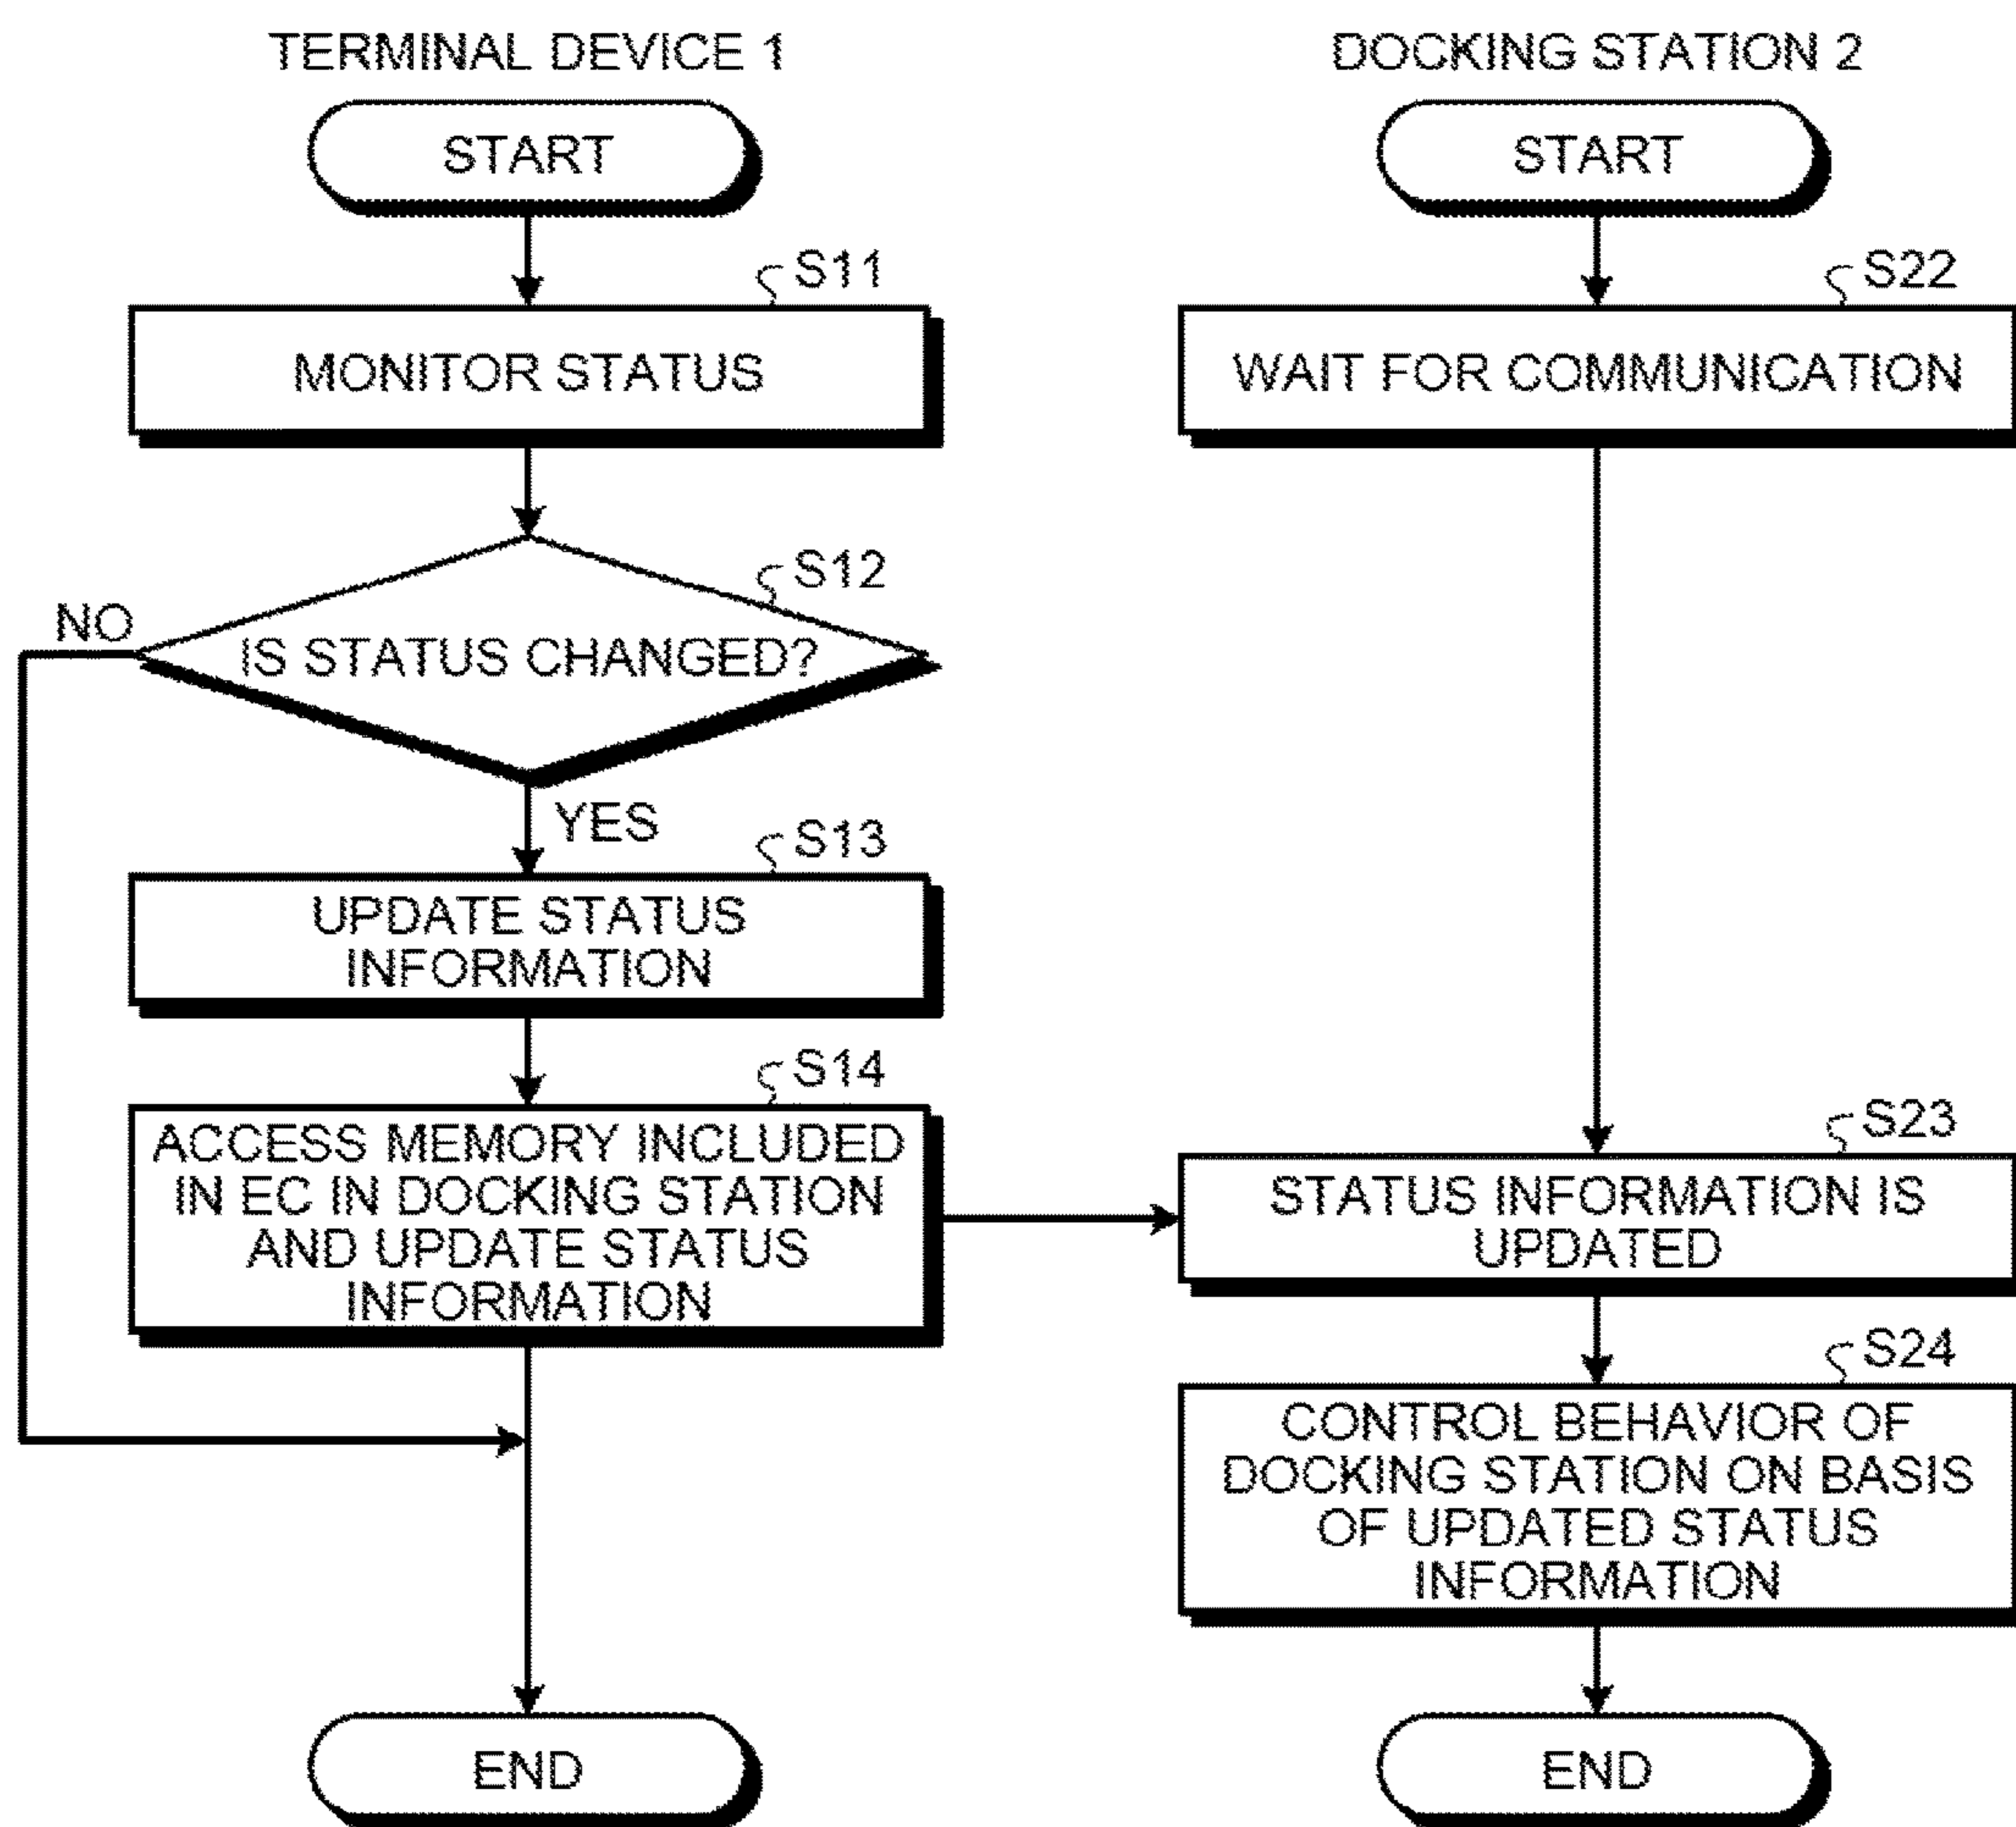 TERMINAL DEVICE 1
START
S11
MONITOR STATUS
S12
NO
IS STATUS CHANGED?
YES
S13
UPDATE STATUS
INFORMATION
S14
ACCESS MEMORY INCLUDED
IN EC IN DOCKING STATION
AND UPDATE STATUS
INFORMATION
END
DOCKING STATION 2
START
S22
WAIT FOR COMMUNICATION
S23
STATUS INFORMATION IS
UPDATED
S24
CONTROL BEHAVIOR OF
DOCKING STATION ON BASIS
OF UPDATED STATUS
INFORMATION
END